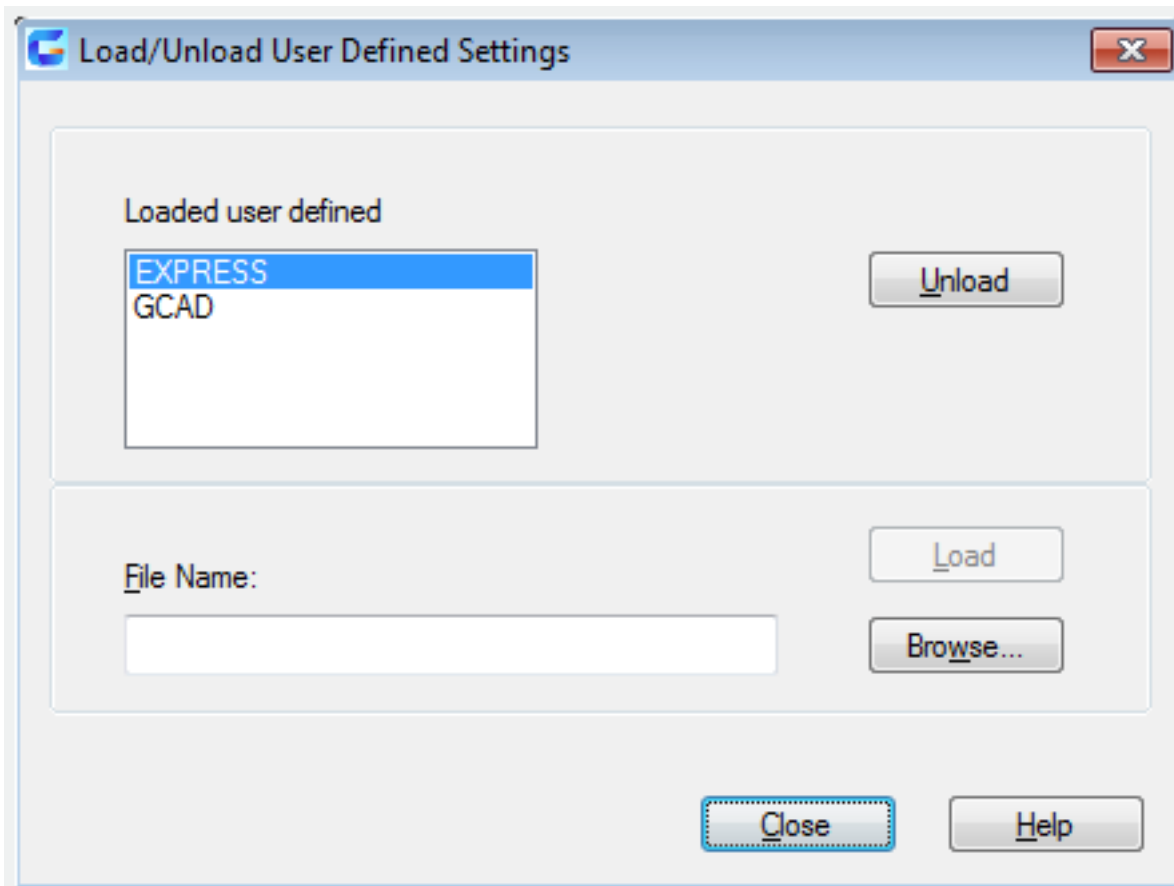 Load/Unload User Defined Settings
Loaded user defined
EXPRESS
GCAD
Unload
Load
File Name:
Browse...
Close
Help